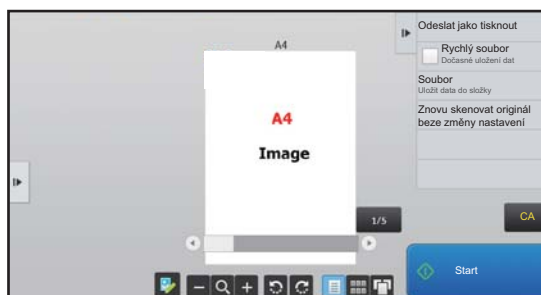 A4
A4
Image
1/5
Odeslat jako tisknout
Rychlý soubor
Dočasné uložení dat
Soubor
Uložit data do složky
Znovu skenovat originál
beze změny nastavení
CA
Start